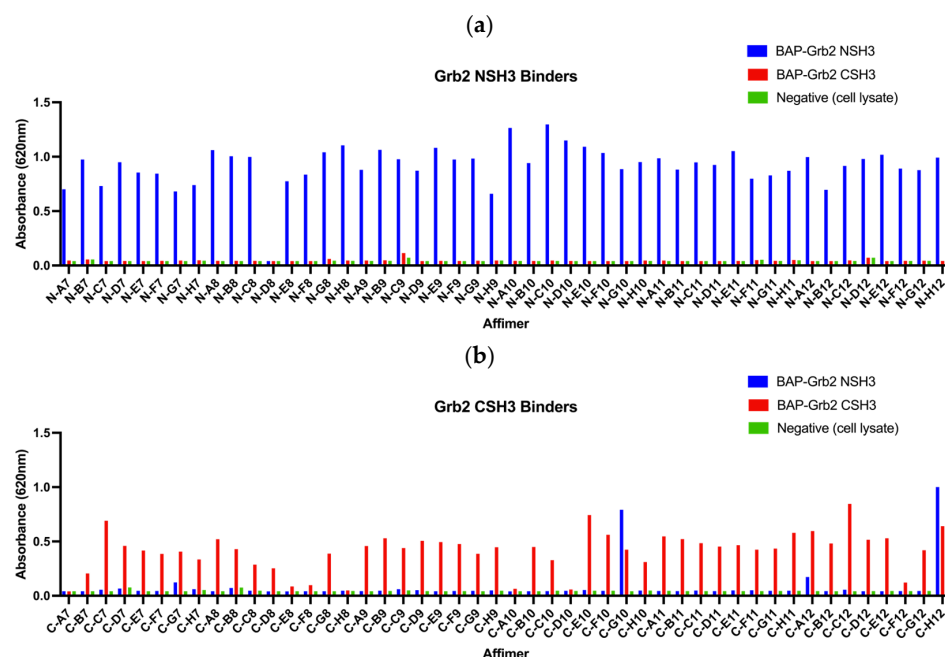 (a)
BAP-Grb2 NSH3
BAP-Grb2 CSH3
Negative (cell lysate)
Grb2 NSH3 Binders
Absorbance (620nm)
1.5
1.0
0.5
0.0
N-A7 N-B7 N-C7 N-D7 N-E7 N-F7 N-G7 N-H7 N-A8 N-B8 N-C8 N-D8 N-E8 N-F8 N-G8 N-H8 N-A9 N-B9 N-C9 N-D9 N-E9 N-F9 N-G9 N-H9 N-A10 N-B10 N-C10 N-D10 N-E10 N-F10 N-G10 N-H10 N-A11 N-B11 N-C11 N-D11 N-E11 N-F11 N-G11 N-H11 N-A12 N-B12 N-C12 N-D12 N-E12 N-F12 N-G12 N-H12
Affimer
(b)
BAP-Grb2 NSH3
BAP-Grb2 CSH3
Negative (cell lysate)
Grb2 CSH3 Binders
Absorbance (620nm)
1.5
1.0
0.5
0.0
C-A7 C-B7 C-C7 C-D7 C-E7 C-F7 C-G7 C-H7 C-A8 C-B8 C-C8 C-D8 C-E8 C-F8 C-G8 C-H8 C-A9 C-B9 C-C9 C-D9 C-E9 C-F9 C-G9 C-H9 C-A10 C-B10 C-C10 C-D10 C-E10 C-F10 C-G10 C-H10 C-A11 C-B11 C-C11 C-D11 C-E11 C-F11 C-G11 C-H11 C-A12 C-B12 C-C12 C-D12 C-E12 C-F12 C-G12 C-H12
Affimer